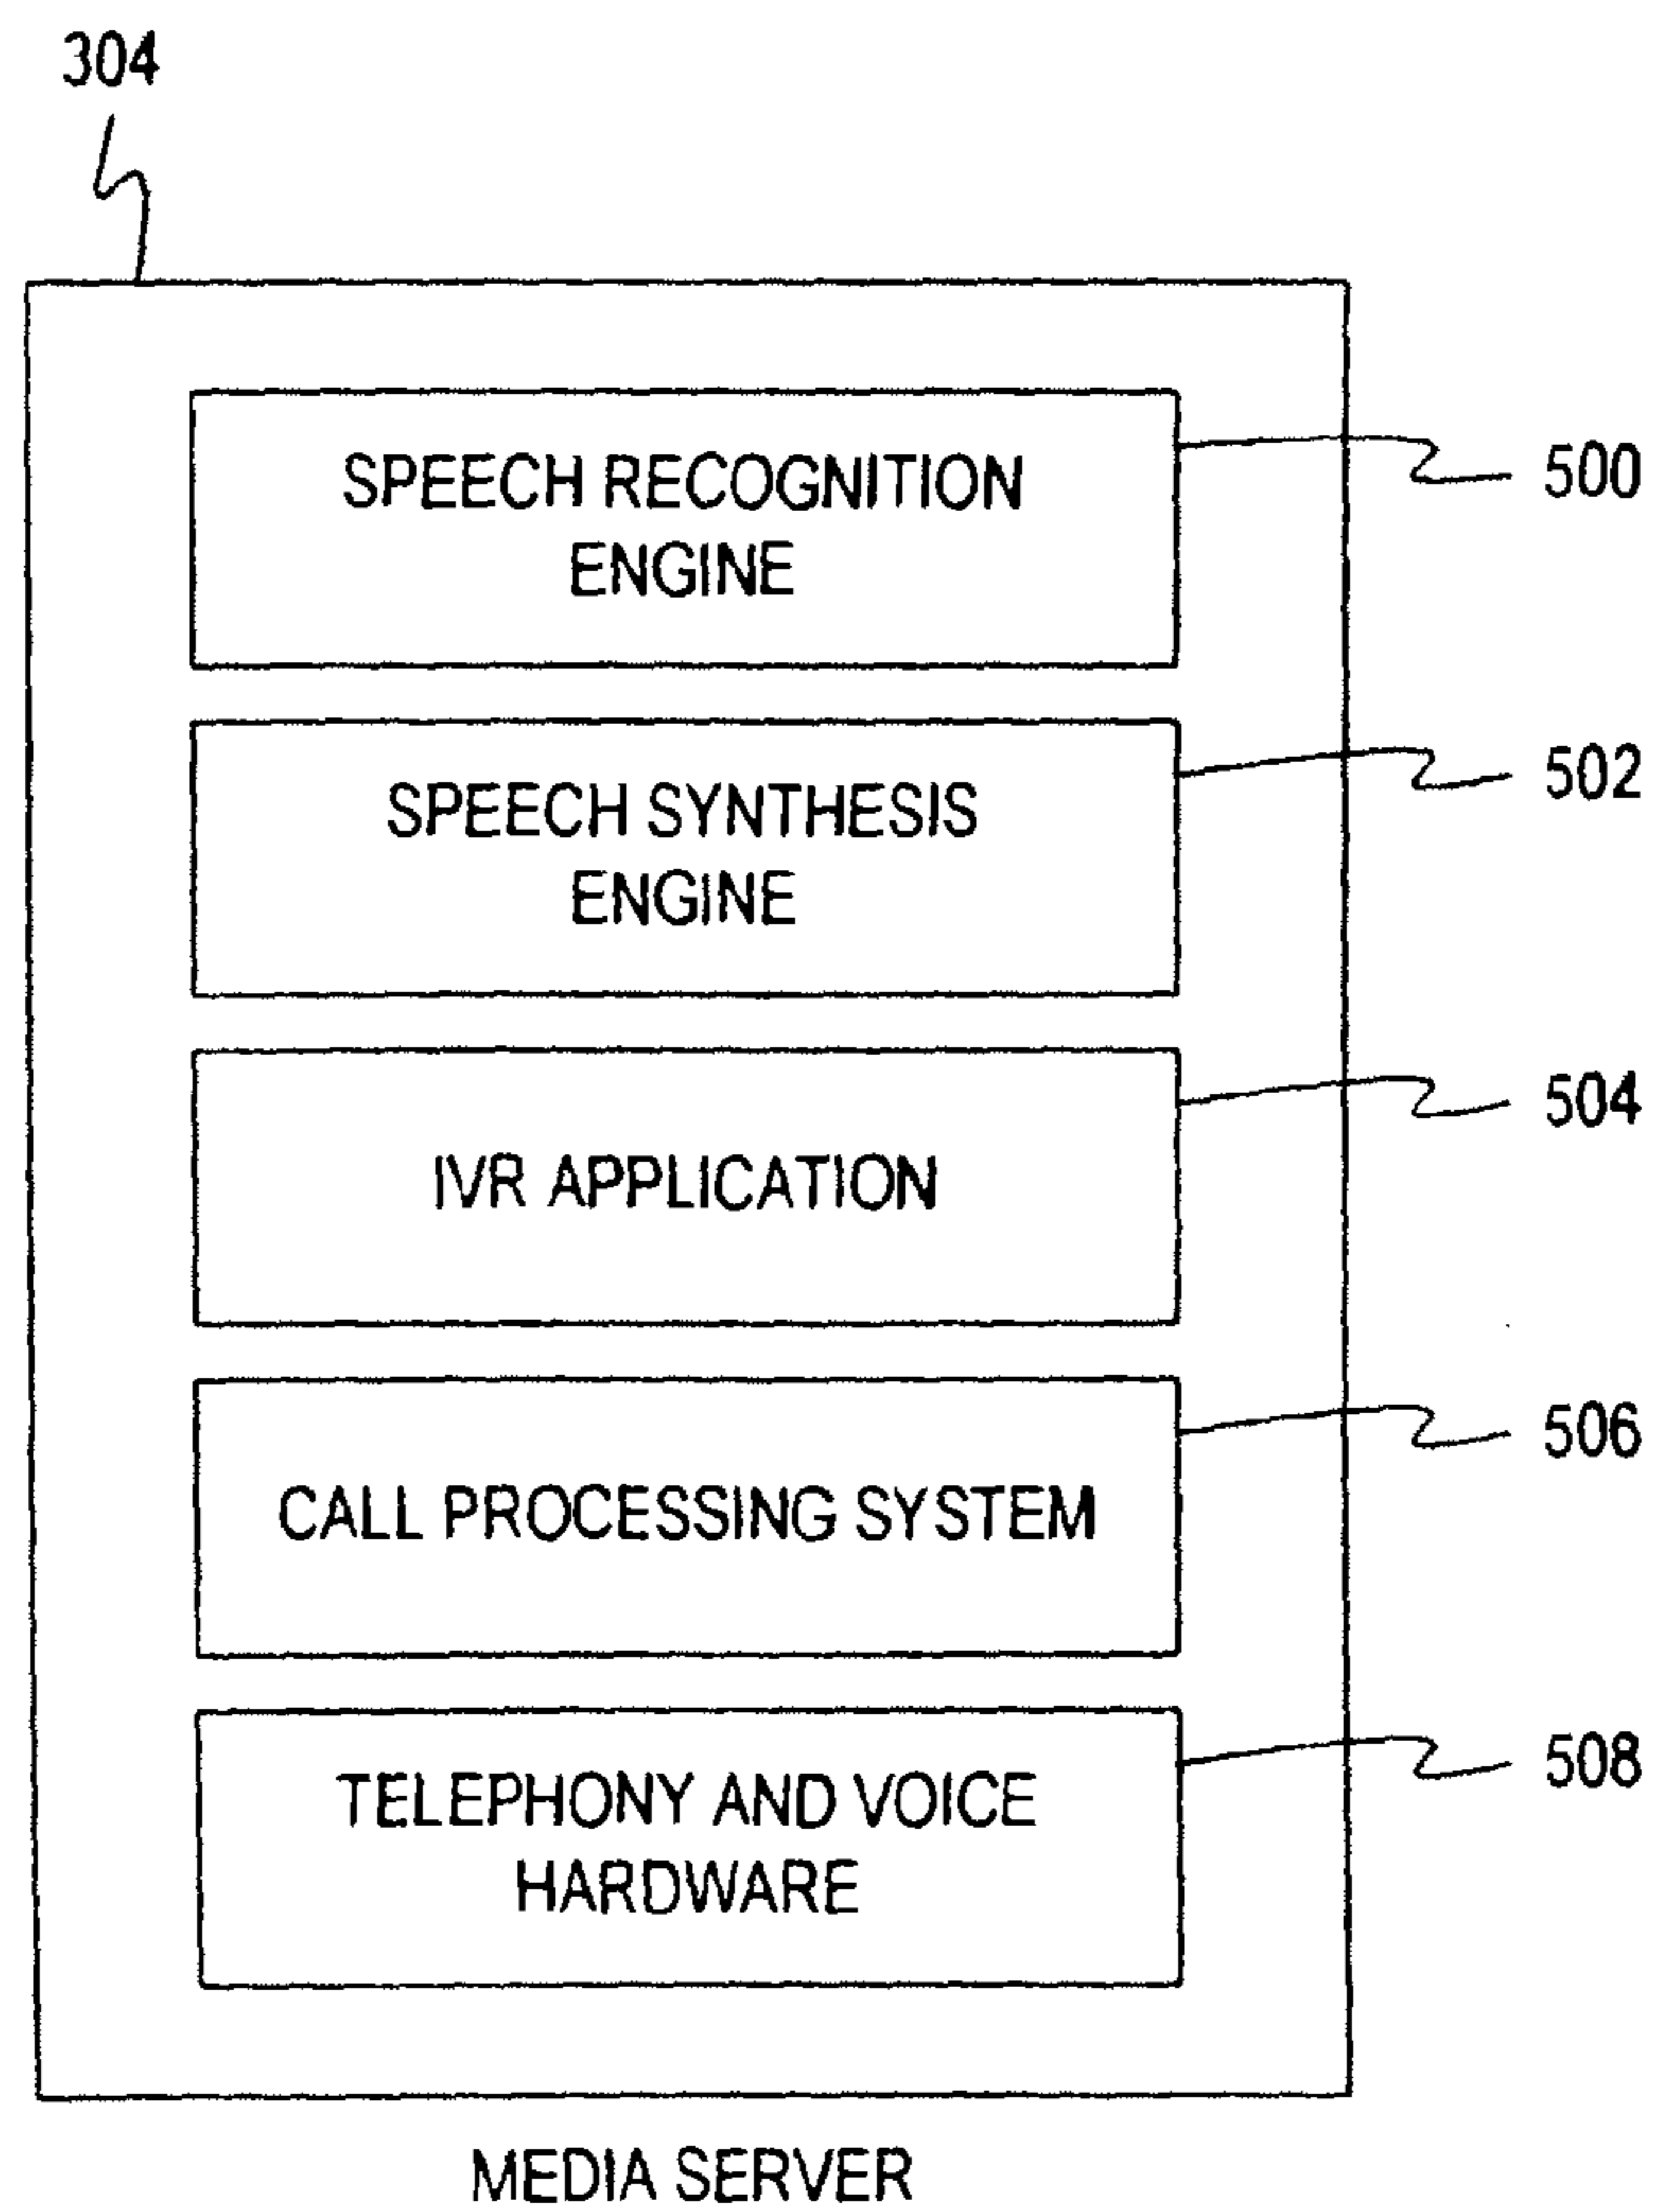 304
SPEECH RECOGNITION
ENGINE
500
SPEECH SYNTHESIS
ENGINE
502
IVR APPLICATION
504
CALL PROCESSING SYSTEM
506
TELEPHONY AND VOICE
HARDWARE
508
MEDIA SERVER